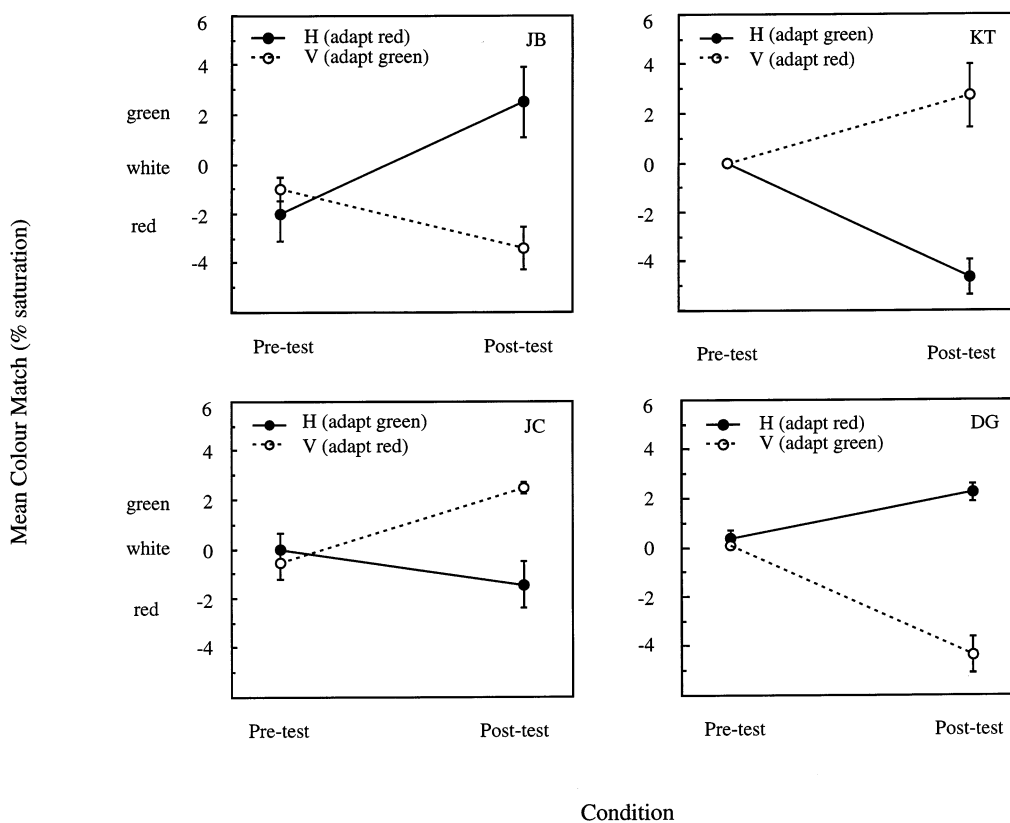 Mean Colour Match (% saturation)
green
white
red
6
4
2
0
-2
-4
H (adapt red)
V (adapt green)
JB
Pre-test
Post-test
6
4
2
0
-2
-4
H (adapt green)
V (adapt red)
KT
Pre-test
Post-test
green
white
red
6
4
2
0
-2
-4
H (adapt green)
V (adapt red)
JC
Pre-test
Post-test
6
4
2
0
-2
-4
H (adapt red)
V (adapt green)
DG
Pre-test
Post-test
Condition